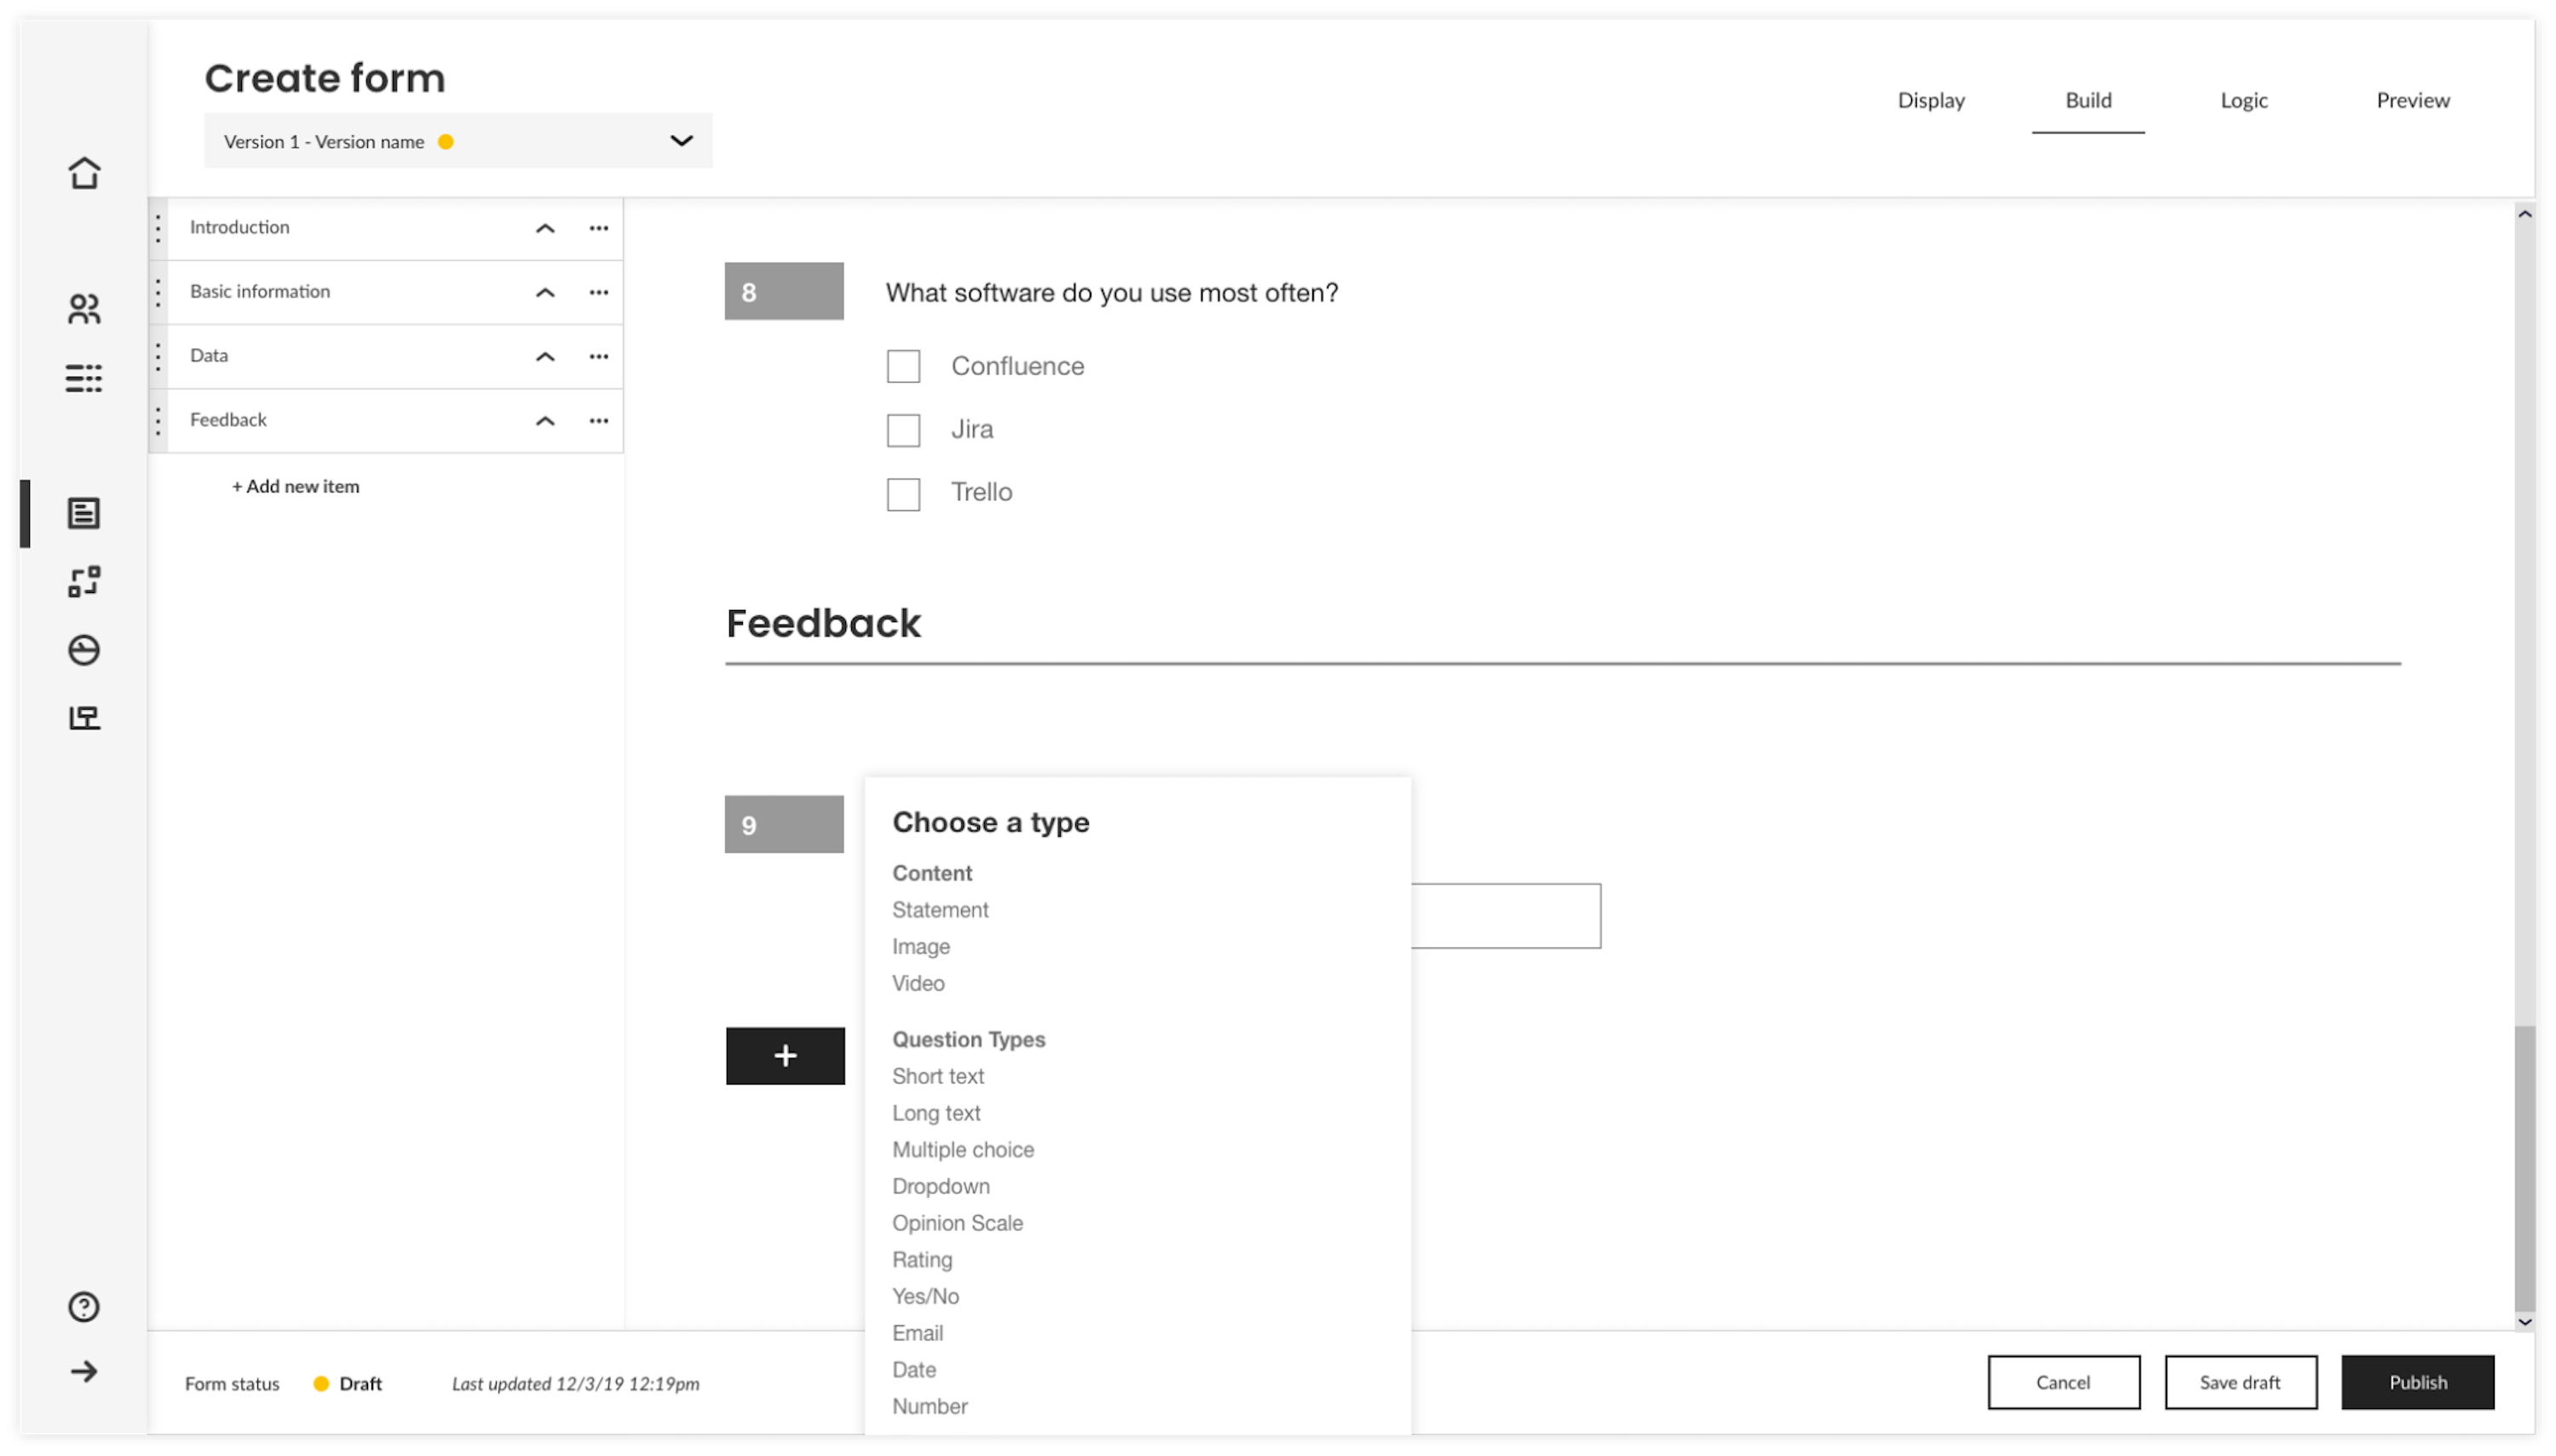 Create form
Version 1 - Version name
Display
Build
Logic
Preview
Introduction
Basic information
Data
Feedback
+ Add new item
8
What software do you use most often?
Confluence
Jira
Trello
Feedback
9
Choose a type
Content
Statement
Image
Video
+
Question Types
Short text
Long text
Multiple choice
Dropdown
Opinion Scale
Rating
Yes/No
Email
Date
Number
Form status
Draft
Last updated 12/3/19 12:19pm
Cancel
Save draft
Publish